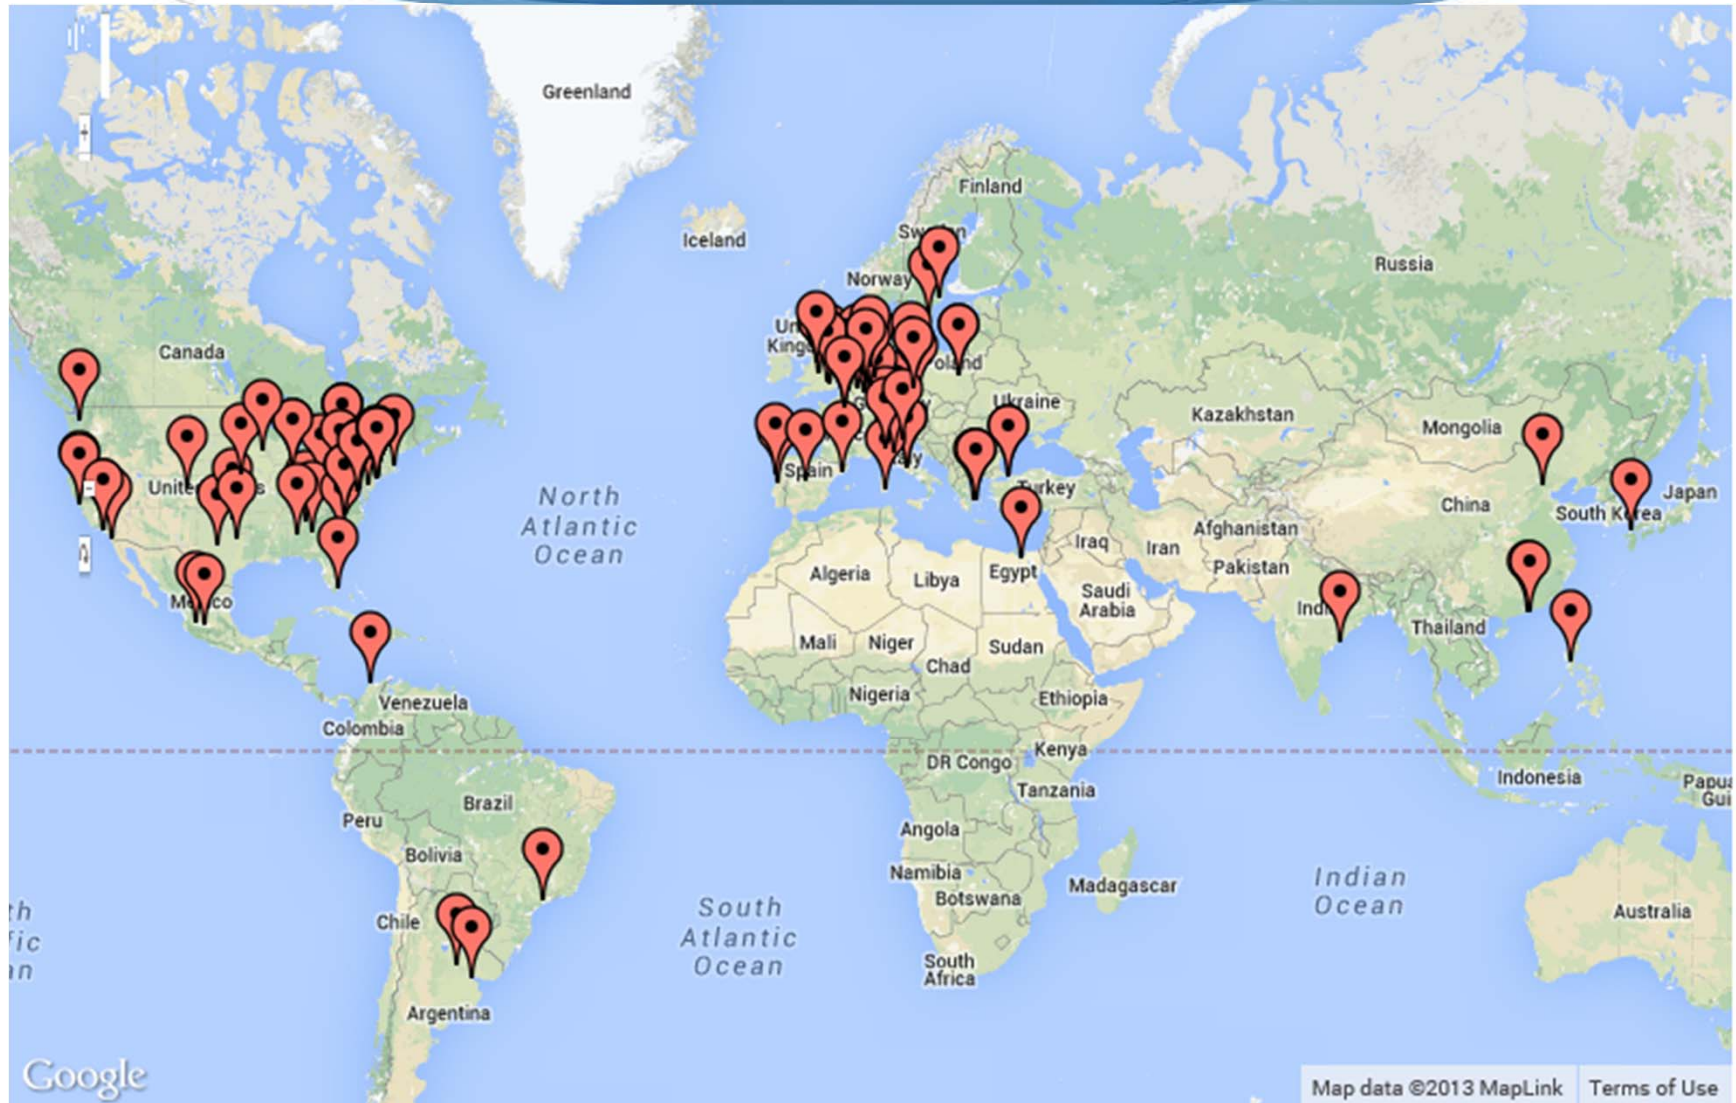 Greenland
Finland
Iceland
Norway
Russia
Canada
Kazakhstan
Ukraine
Mongolia
Spain
Turkey
China
Japan
South Korea
North
Atlantic
Ocean
Afghanistan
Iraq
Iran
Pakistan
Algeria
Libya
Egypt
Saudi
Arabia
Mali
Niger
Sudan
Chad
Thailand
Nigeria
Ethiopia
Venezuela
Colombia
Kenya
DR Congo
Indonesia
Tanzania
Brazil
Peru
Angola
Bolivia
Namibia
Botswana
Madagascar
Indian
Ocean
Chile
South
Atlantic
Ocean
Australia
South
Africa
Argentina
Google
Map data ©2013 MapLink
Terms of Use